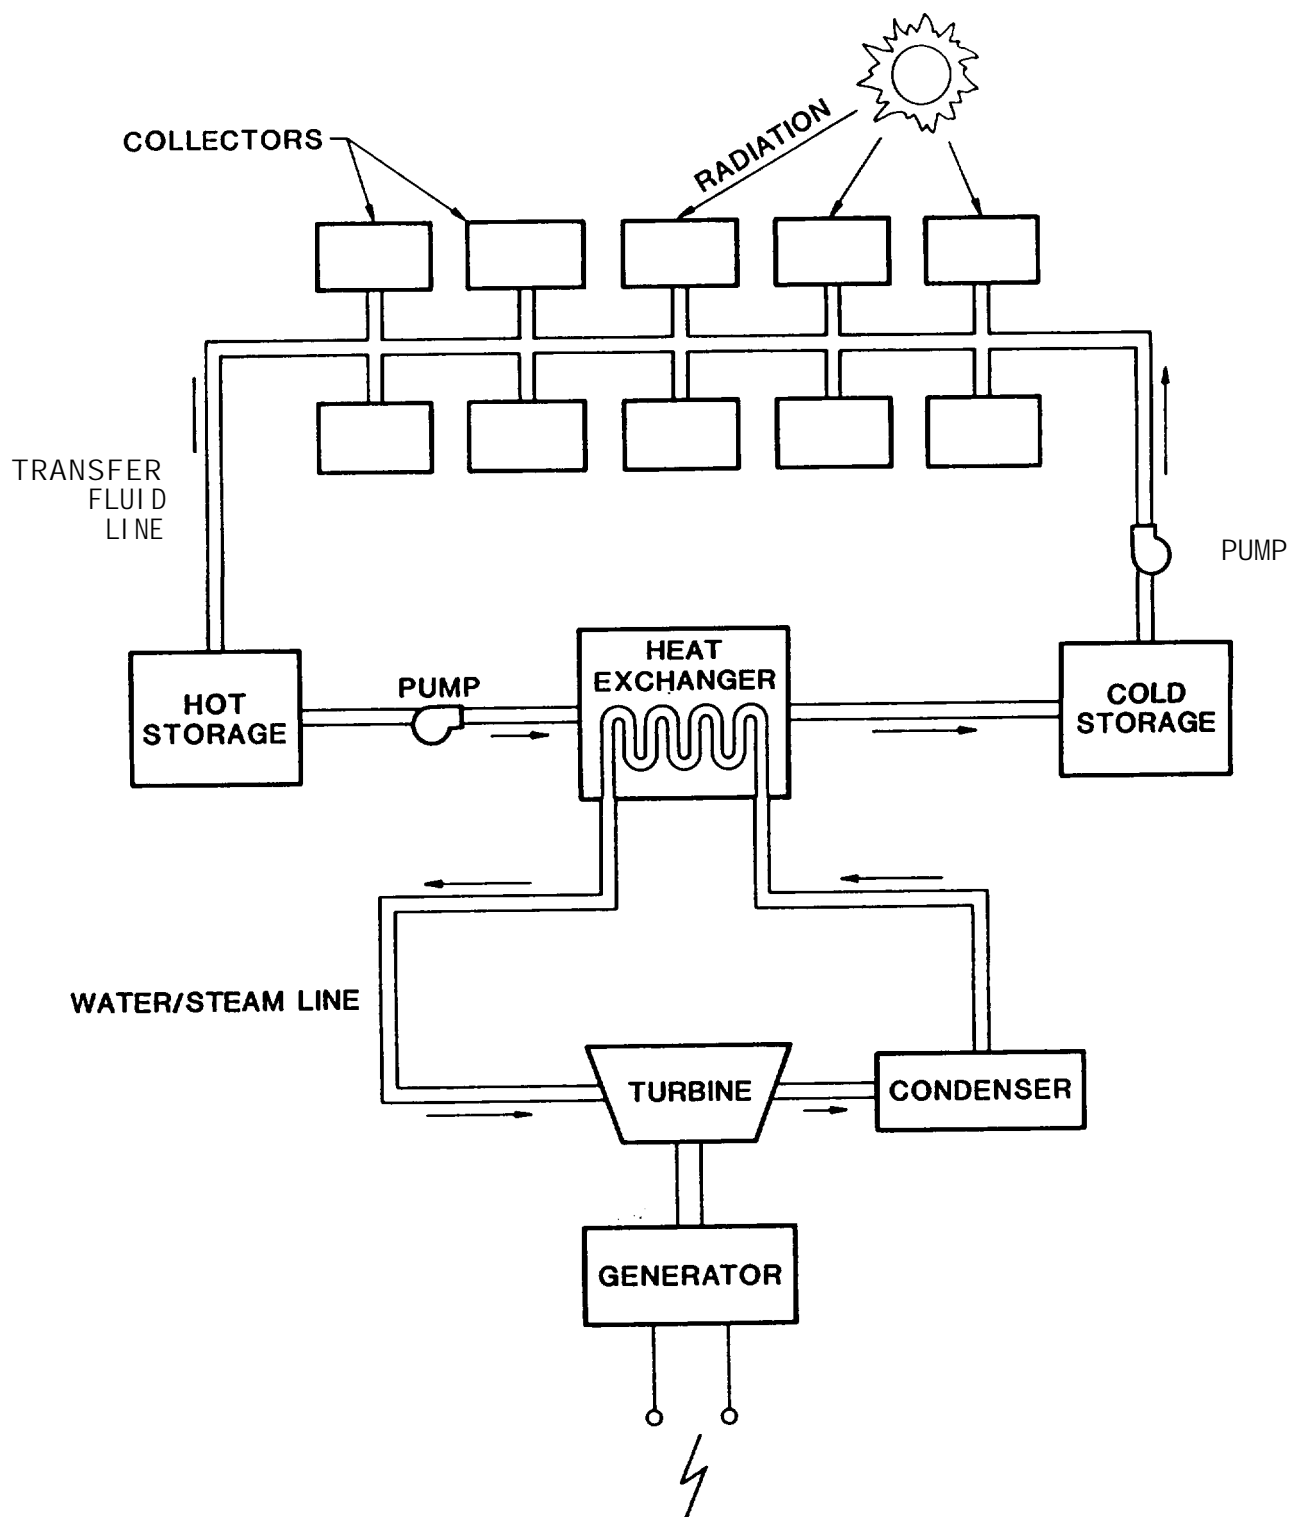 COLLECTORS
RADIATION
TRANSFER
FLUID
LINE
PUMP
HOT
STORAGE
PUMP
HEAT
EXCHANGER
COLD
STORAGE
WATER/STEAM LINE
TURBINE
CONDENSER
GENERATOR